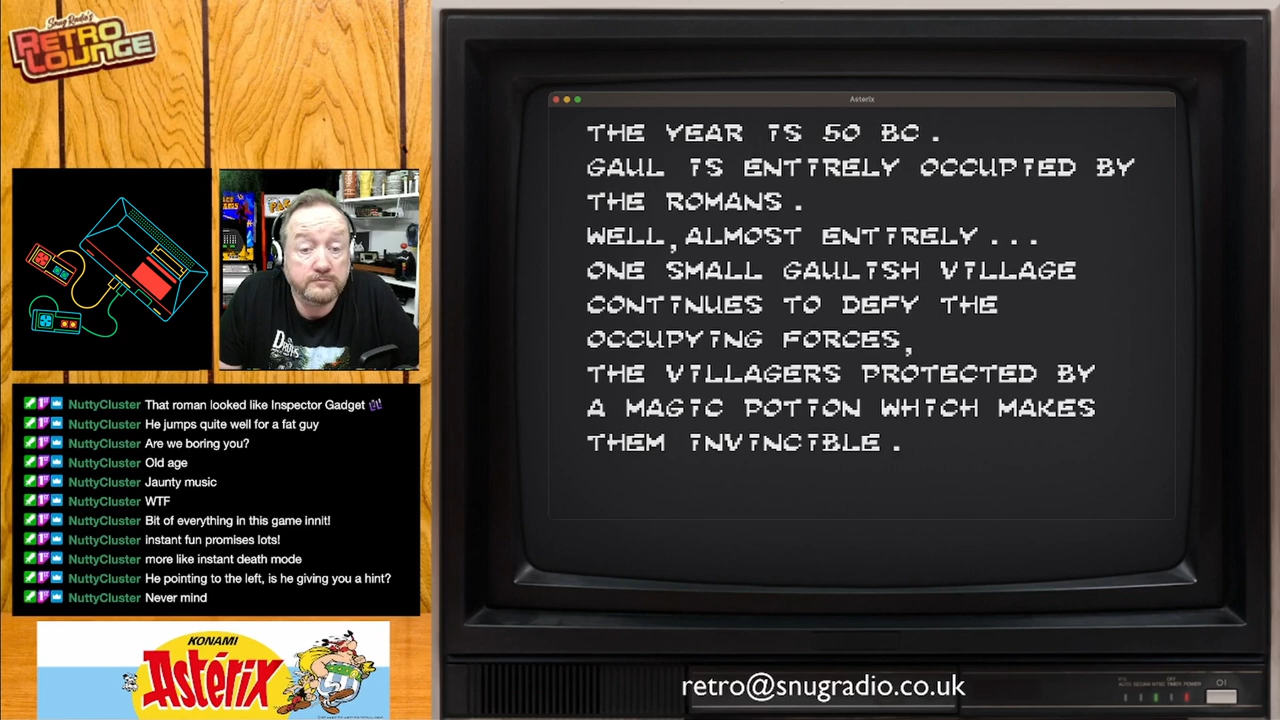 Snug Radio's
RETRO
LOUNGE
Asterix
THE YEAR IS 50 BC.
GAUL IS ENTIRELY OCCUPIED BY
THE ROMANS.
WELL,ALMOST ENTIRELY...
ONE SMALL GAULISH VILLAGE
CONTINUES TO DEFY THE
OCCUPYING FORCES,
THE VILLAGERS PROTECTED BY
A MAGIC POTION WHICH MAKES
THEM INVINCIBLE.
NuttyCluster That roman looked like Inspector Gadget
NuttyCluster He jumps quite well for a fat guy
NuttyCluster Are we boring you?
NuttyCluster Old age
NuttyCluster Jaunty music
NuttyCluster WTF
NuttyCluster Bit of everything in this game innit!
NuttyCluster instant fun promises lots!
NuttyCluster more like instant death mode
NuttyCluster He pointing to the left, is he giving you a hint?
NuttyCluster Never mind
KONAMI
Astérix
retro@snugradio.co.uk